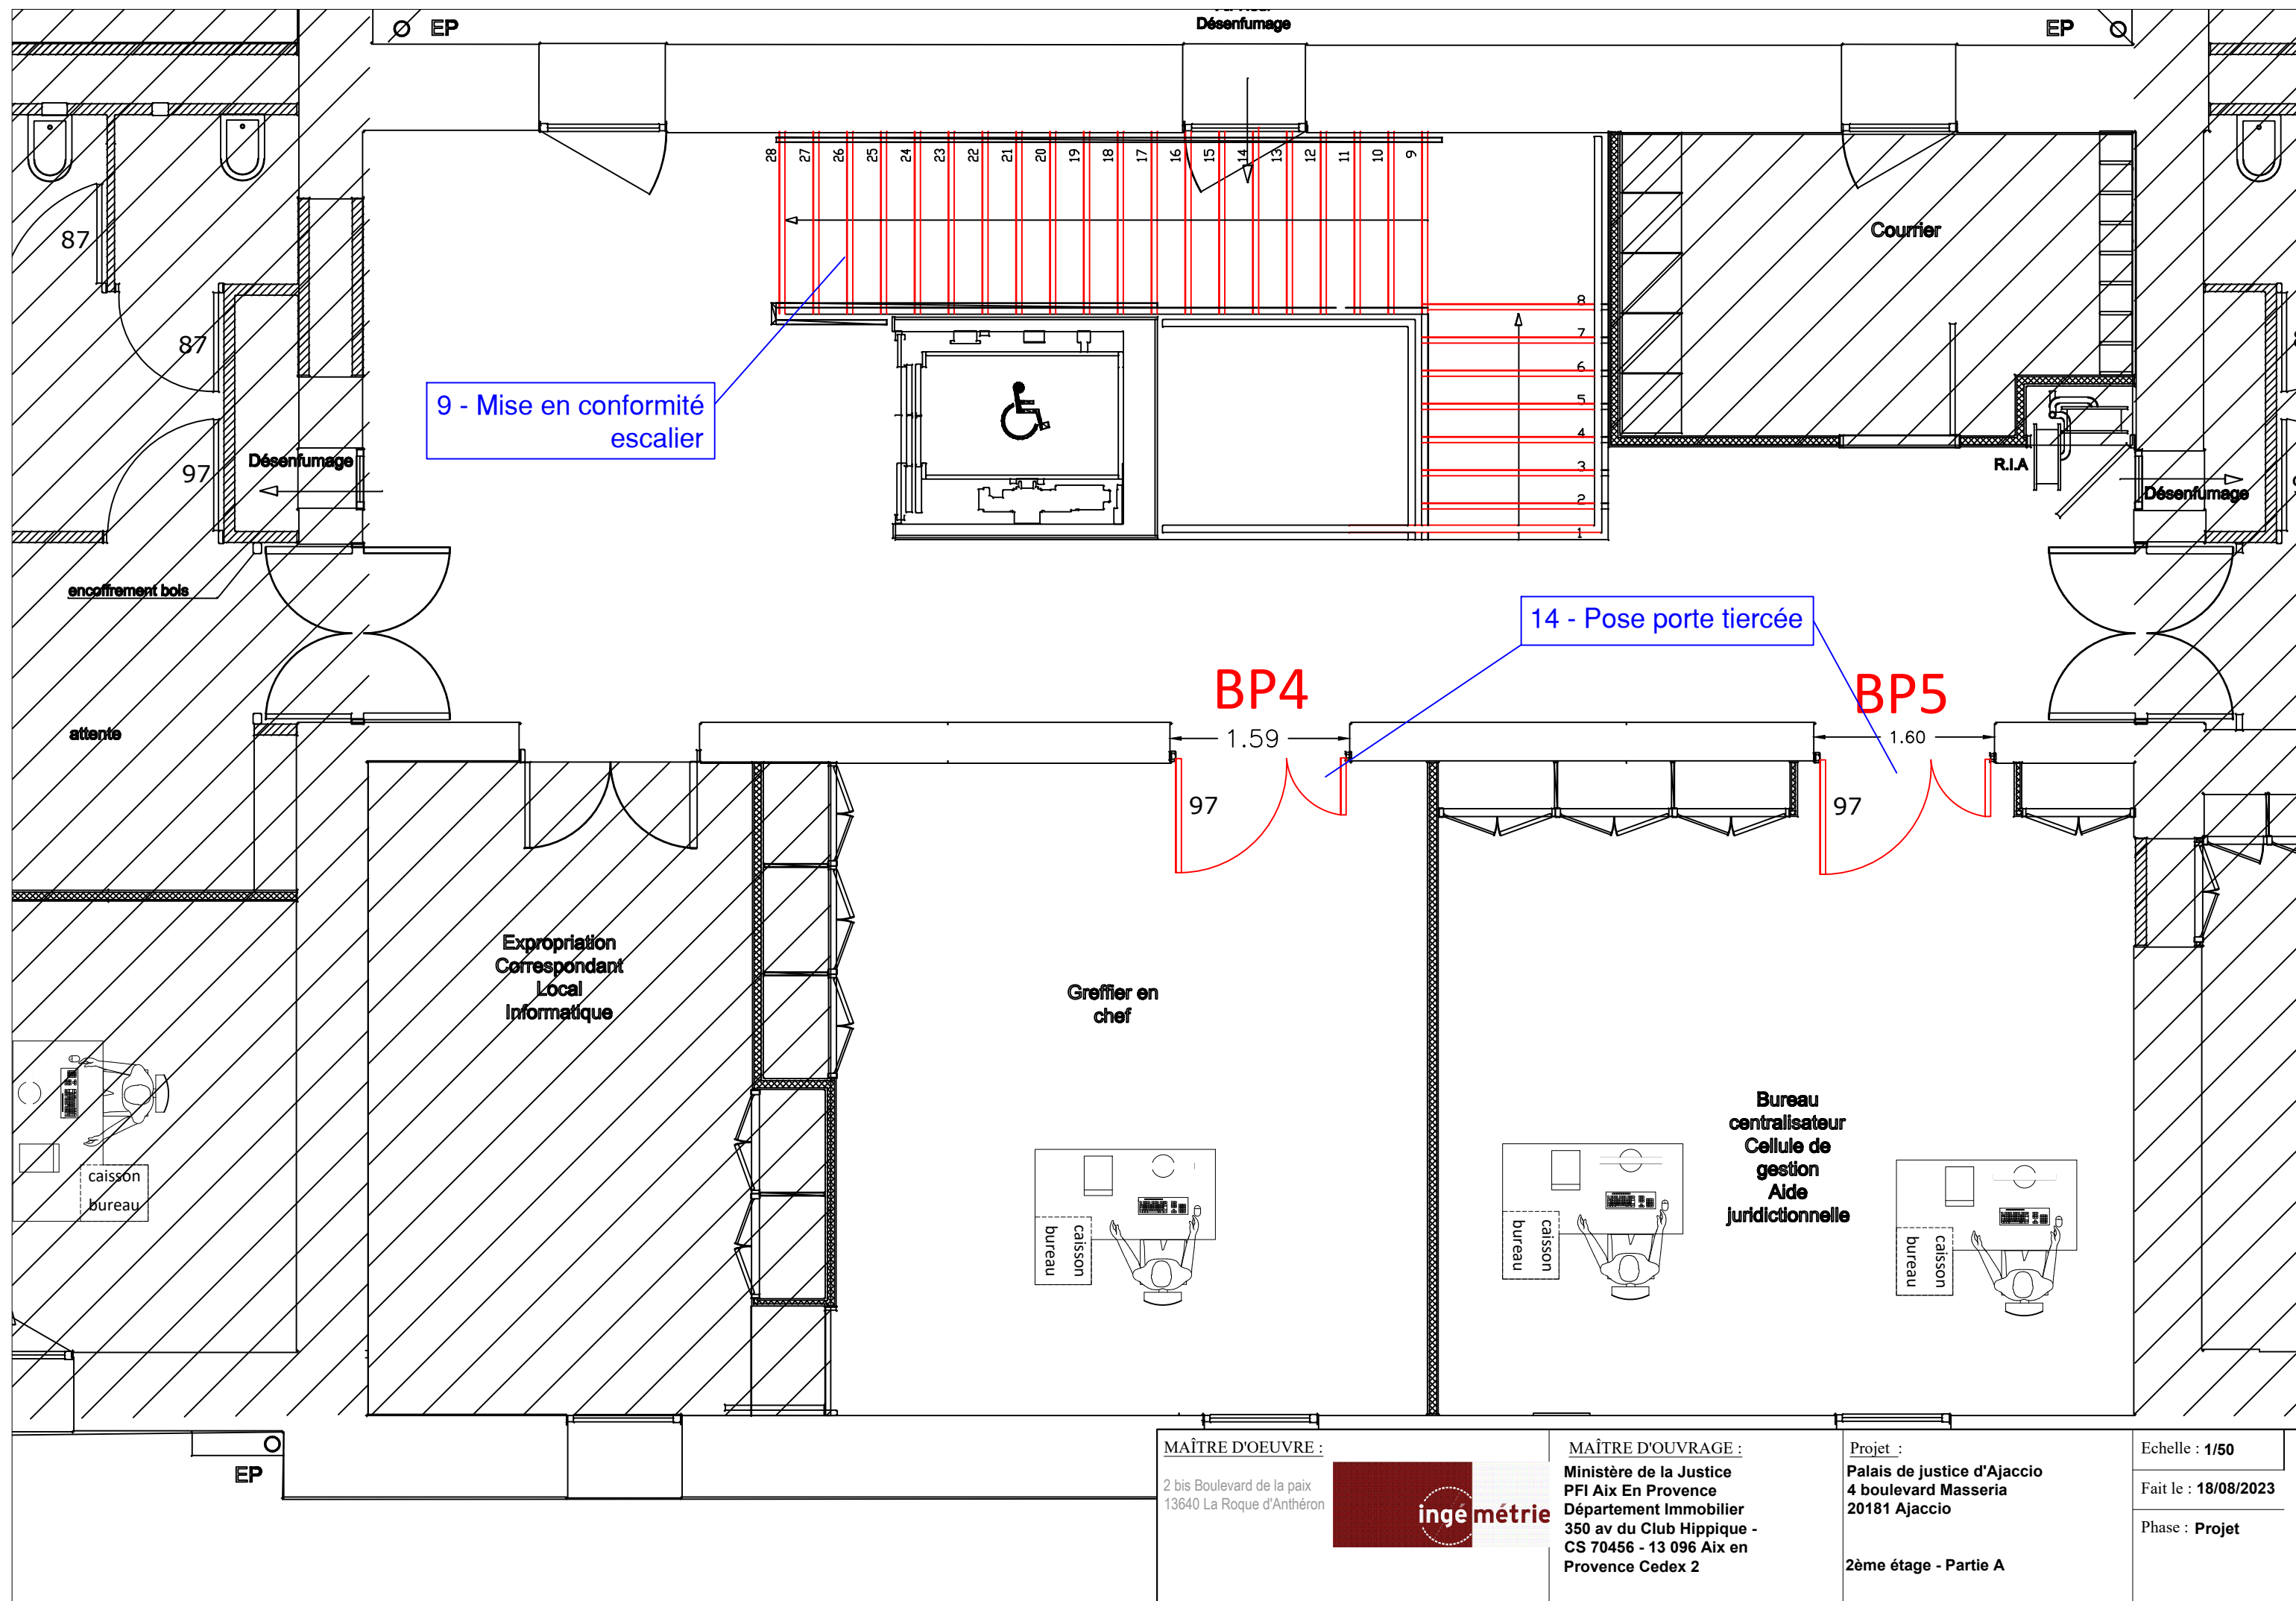 EP
Désenfumage
EP
28
27
26
25
24
23
22
21
20
19
18
17
16
15
14
13
12
11
10
9
87
87
97
Désenfumage
encoffrement bois
attente
9 - Mise en conformité
escalier
8
7
6
5
4
3
2
1
Courrier
R.I.A
Désenfumage
14 - Pose porte tiercée
BP4
BP5
1.59
1.60
97
97
Expropriation
Correspondant
Local
Informatique
Greffier en
chef
Bureau
centralisateur
Cellule de
gestion
Aide
juridictionnelle
caisson
bureau
caisson
bureau
caisson
bureau
caisson
bureau
EP
MAÎTRE D'OEUVRE :
2 bis Boulevard de la paix
13640 La Roque d'Anthéron
ingémétrie
MAÎTRE D'OUVRAGE :
Ministère de la Justice
PFI Aix En Provence
Département Immobilier
350 av du Club Hippique -
CS 70456 - 13 096 Aix en
Provence Cedex 2
Projet :
Palais de justice d'Ajaccio
4 boulevard Masseria
20181 Ajaccio
2ème étage - Partie A
Echelle : 1/50
Fait le : 18/08/2023
Phase : Projet